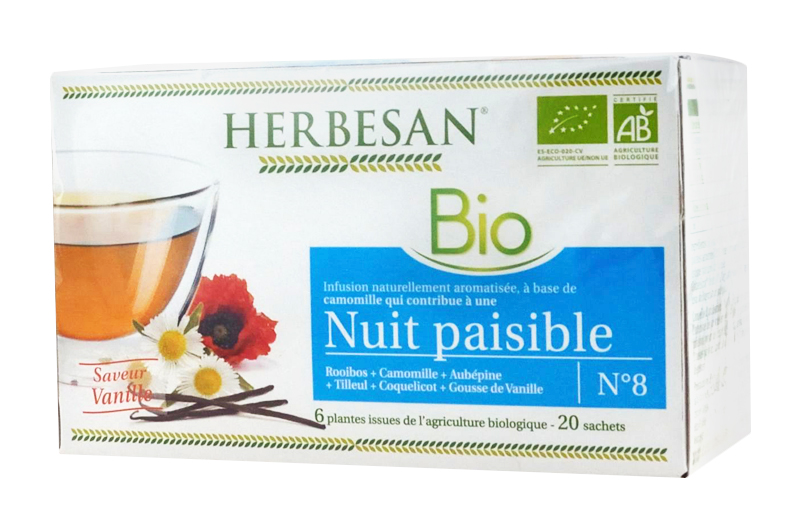 HERBESAN®
ES-ECO-020-CV
AGRICULTURE UE/NON UE
CERTIFIÉ
AB
AGRICULTURE
BIOLOGIQUE
Bio
Infusion naturellement aromatisée, à base de
camomille qui contribue à une
Nuit paisible
Rooibos + Camomille + Aubépine
+ Tilleul + Coquelicot + Gousse de Vanille
N°8
Saveur
Vanille
6 plantes issues de l'agriculture biologique - 20 sachets